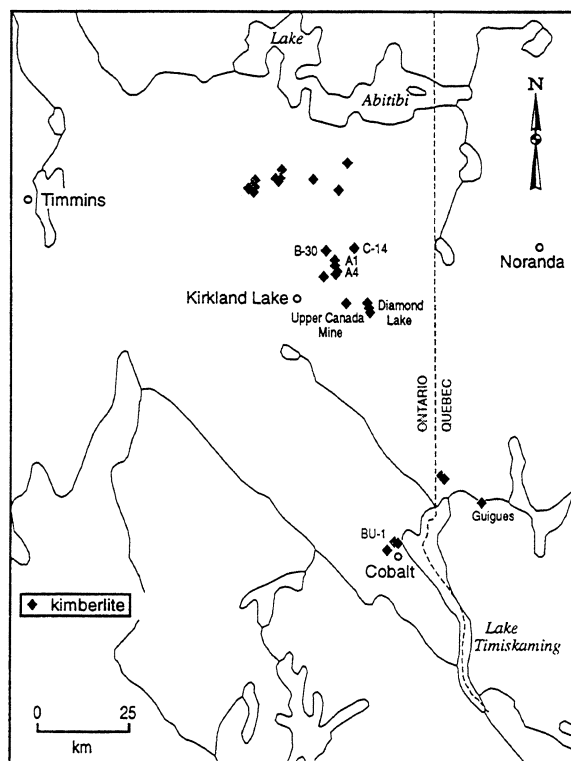 Lake
Abitibi
N
Timmins
B-30
C-14
A1
A4
Noranda
Kirkland Lake
Upper Canada
Mine
Diamond
Lake
ONTARIO
QUEBEC
Guigues
BU-1
Cobalt
kimberlite
Lake
Timiskaming
0 25
km